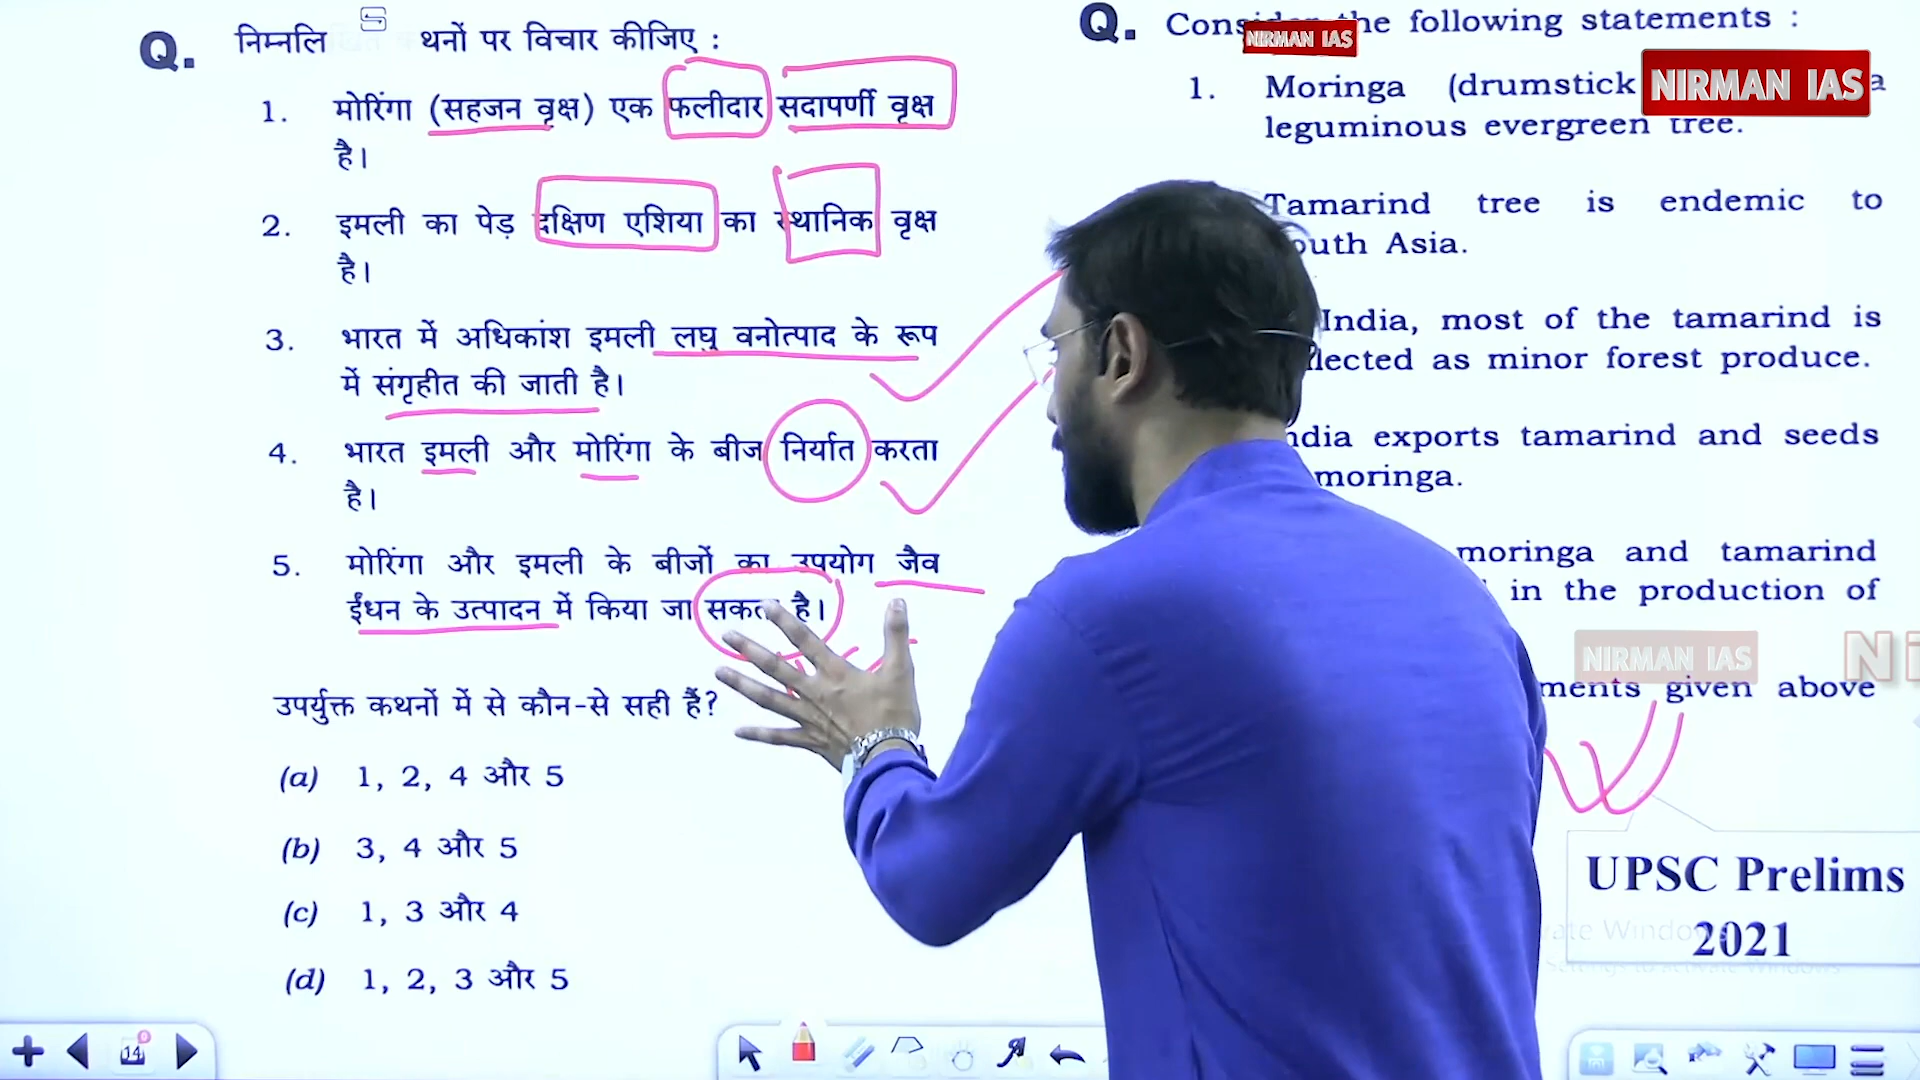 Q. निम्नलि थनों पर विचार कीजिए :
1. मोरिंगा (सहजन वृक्ष) एक फलीदार सदापर्णी वृक्ष
है।
2. इमली का पेड़ दक्षिण एशिया का स्थानिक वृक्ष
है।
3. भारत में अधिकांश इमली लघु वनोत्पाद के रूप
में संगृहीत की जाती है।
4. भारत इमली और मोरिंगा के बीज निर्यात करता
है।
5. मोरिंगा और इमली के बीजों का उपयोग जैव
ईंधन के उत्पादन में किया जा सकता है।
उपर्युक्त कथनों में से कौन-से सही हैं?
(a) 1, 2, 4 और 5
(b) 3, 4 और 5
(c) 1, 3 और 4
(d) 1, 2, 3 और 5
Q. Consider the following statements :
NIRMAN IAS
NIRMAN IAS
1. Moringa (drumstick a
leguminous evergreen tree.
Tamarind tree is endemic to
South Asia.
India, most of the tamarind is
collected as minor forest produce.
India exports tamarind and seeds
moringa.
moringa and tamarind
in the production of
NIRMAN IAS
given above
UPSC Prelims
2021
14